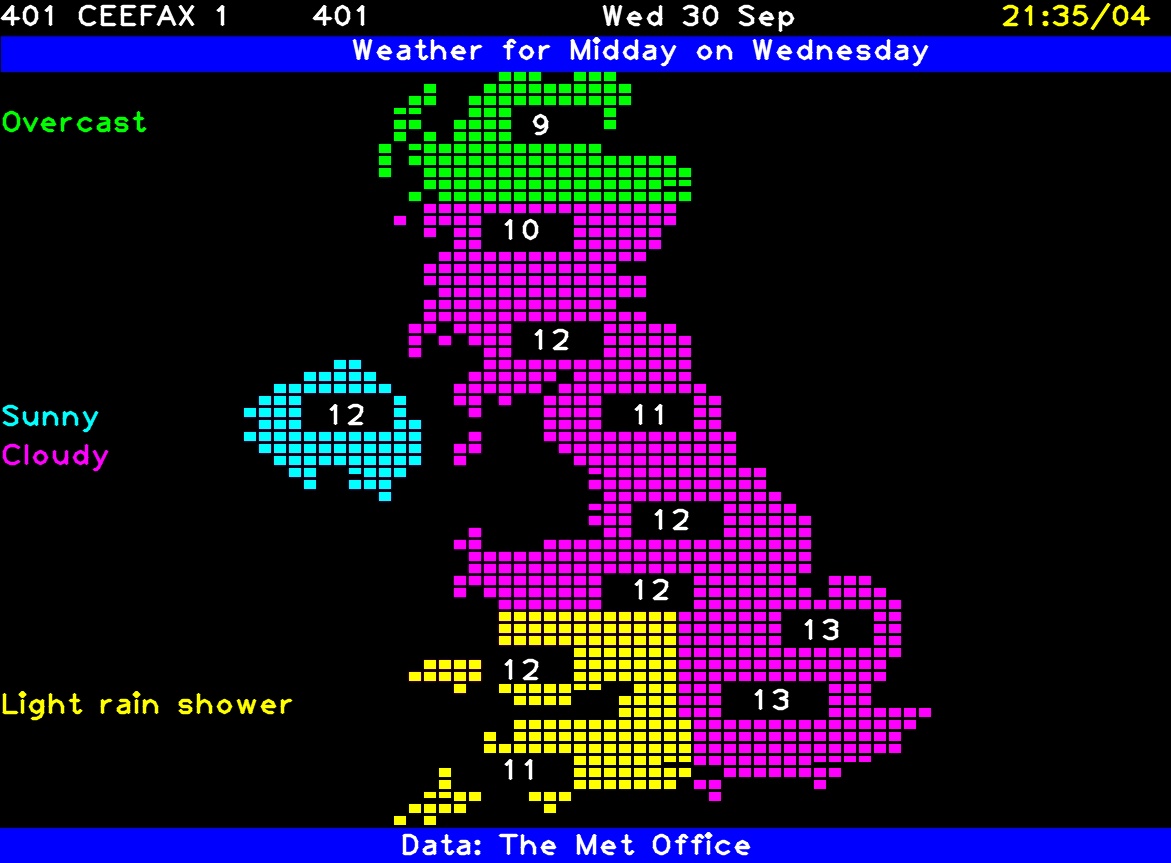 401 CEEFAX 1 401 Wed 30 Sep 21:35/04
Weather for Midday on Wednesday
Overcast
9
10
12
Sunny
12
11
Cloudy
12
12
13
12
Light rain shower
13
11
Data: The Met Office